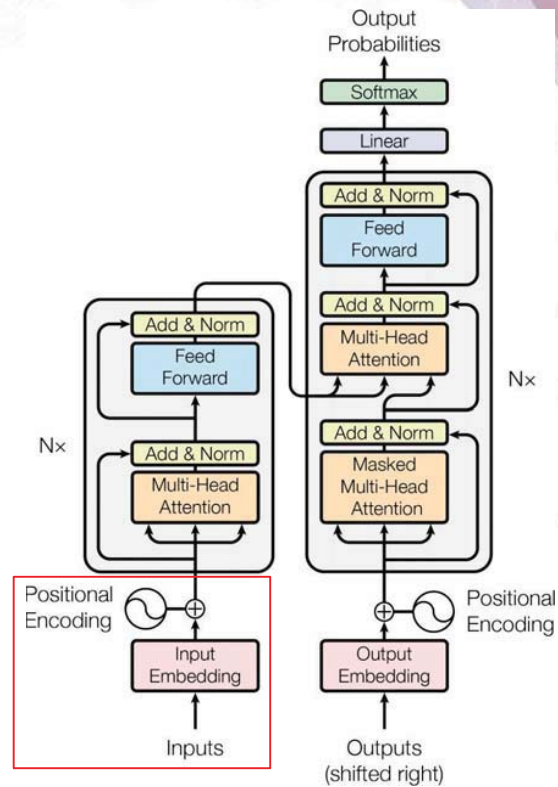 Output
Probabilities
Softmax
Linear
Add & Norm
Feed
Forward
Add & Norm
Multi-Head
Attention
Add & Norm
Masked
Multi-Head
Attention
N×
Add & Norm
Feed
Forward
Add & Norm
Multi-Head
Attention
N×
Positional
Encoding
Input
Embedding
Inputs
Positional
Encoding
Output
Embedding
Outputs
(shifted right)